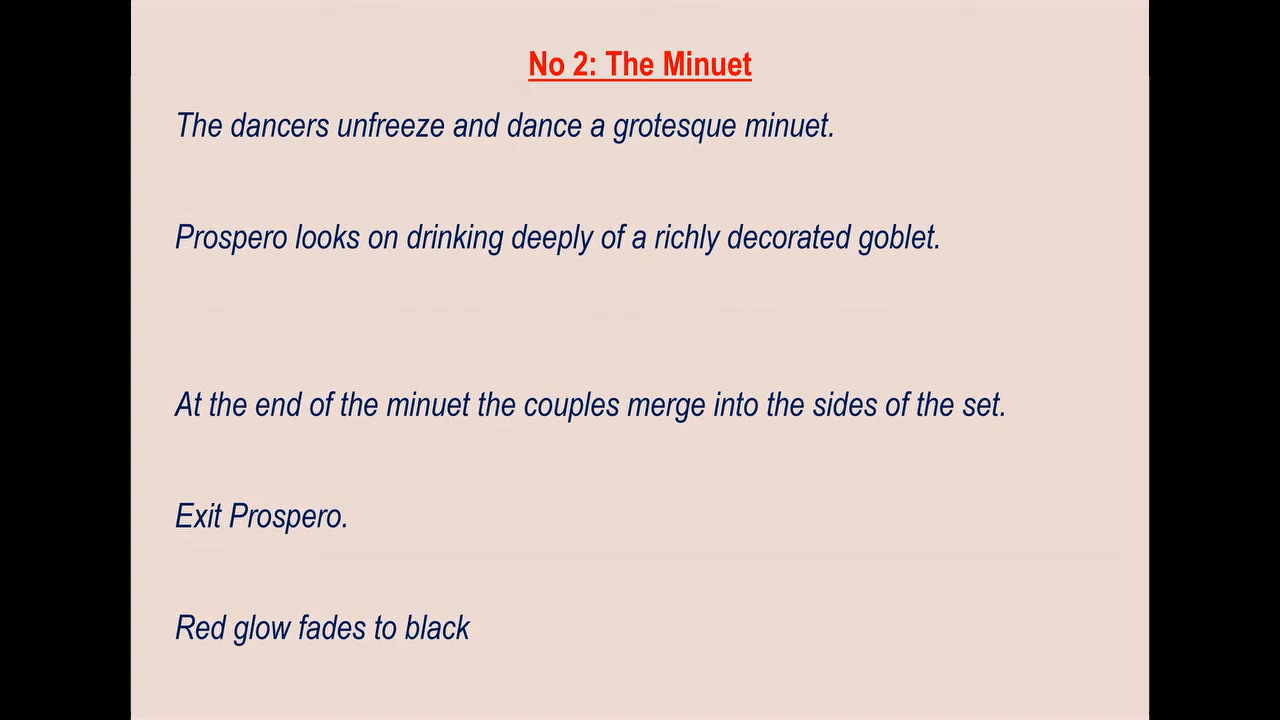 No 2: The Minuet
The dancers unfreeze and dance a grotesque minuet.
Prospero looks on drinking deeply of a richly decorated goblet.
At the end of the minuet the couples merge into the sides of the set.
Exit Prospero.
Red glow fades to black